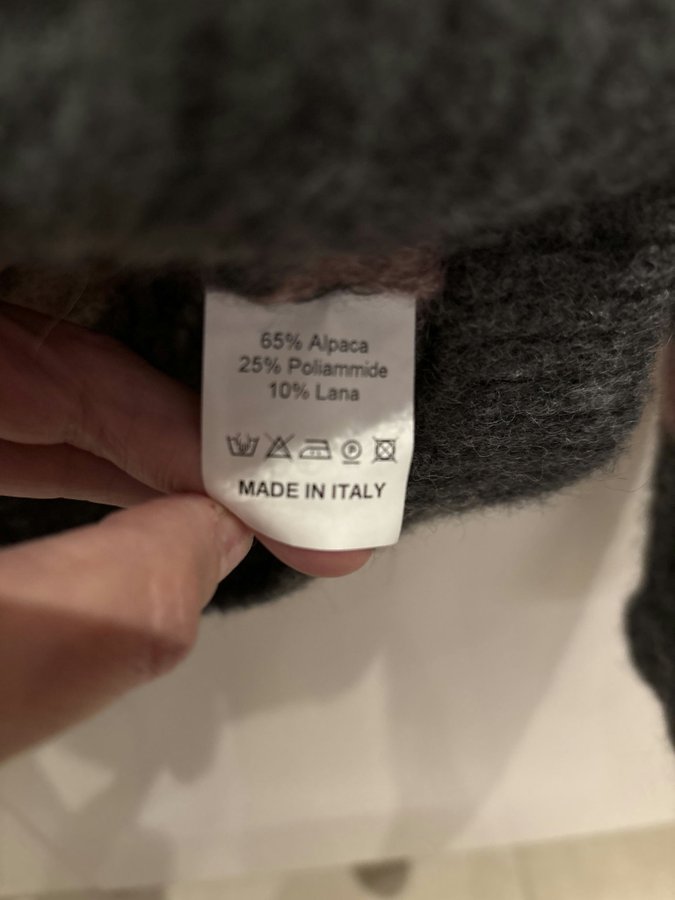 65% Alpaca
25% Poliammide
10% Lana
P
MADE IN ITALY